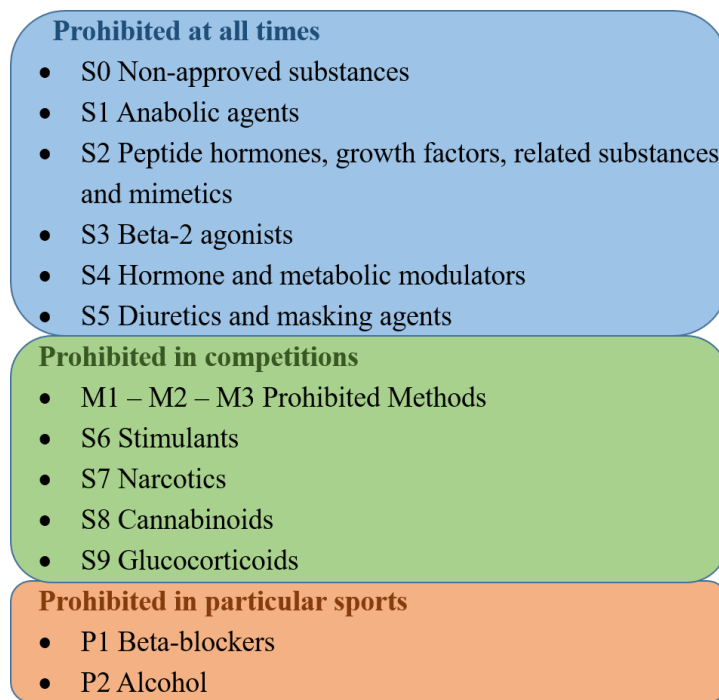 Prohibited at all times
• S0 Non-approved substances
• S1 Anabolic agents
• S2 Peptide hormones, growth factors, related substances
and mimetics
• S3 Beta-2 agonists
• S4 Hormone and metabolic modulators
• S5 Diuretics and masking agents
Prohibited in competitions
• M1 – M2 – M3 Prohibited Methods
• S6 Stimulants
• S7 Narcotics
• S8 Cannabinoids
• S9 Glucocorticoids
Prohibited in particular sports
• P1 Beta-blockers
• P2 Alcohol